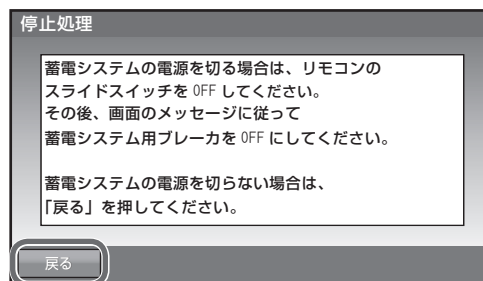 停止処理
蓄電システムの電源を切る場合は、リモコンの
スライドスイッチを OFF してください。
その後、画面のメッセージに従って
蓄電システム用ブレーカを OFF にしてください。
蓄電システムの電源を切らない場合は、
「戻る」を押してください。
戻る